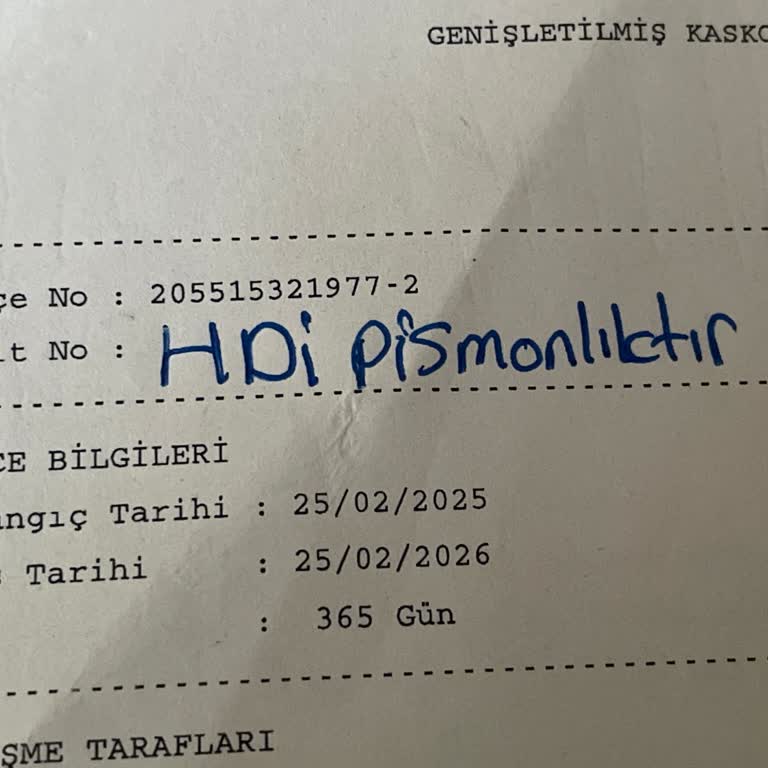 GENİŞLETİLMİŞ KASKO
çe No : 205515321977-2
it No : HDİ pismonlıktır
CE BİLGİLERİ
angıç Tarihi : 25/02/2025
ş Tarihi : 25/02/2026
: 365 Gün
ŞME TARAFLARI